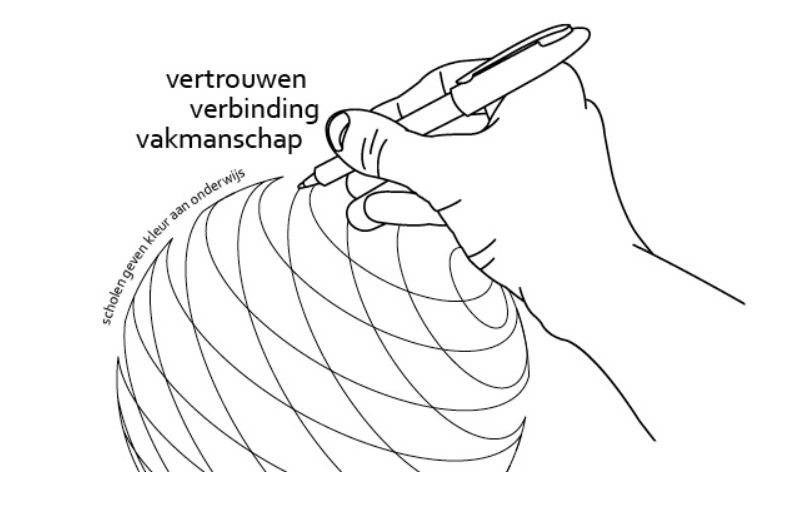 vertrouwen
verbinding
vakmanschap
scholen geven kleur aan onderwijs